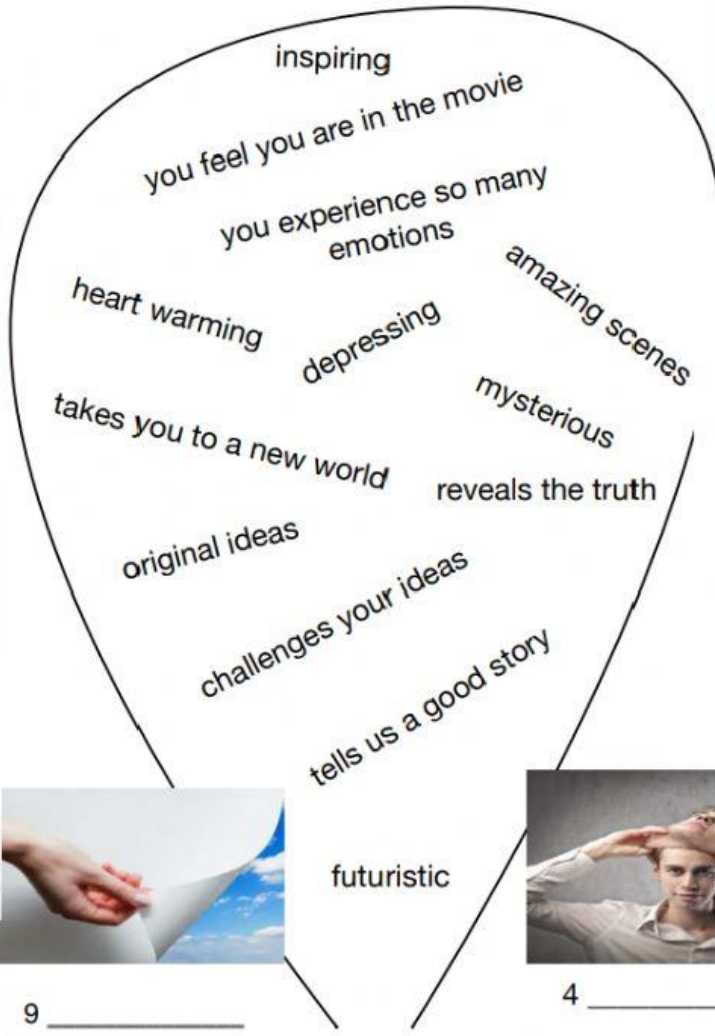 inspiring
you feel you are in the movie
you experience so many
emotions
amazing scenes
heart warming
depressing
mysterious
takes you to a new world
reveals the truth
original ideas
challenges your ideas
tells us a good story
futuristic
9 ______________
4 __________